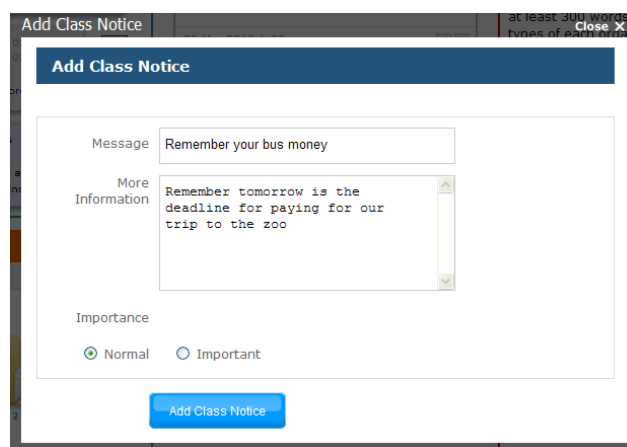 Add Class Notice
at least 300 words
Close X
types of each orga
Add Class Notice
Message
Remember your bus money
More
Information
Remember tomorrow is the
deadline for paying for our
trip to the zoo
Importance
Normal
Important
Add Class Notice